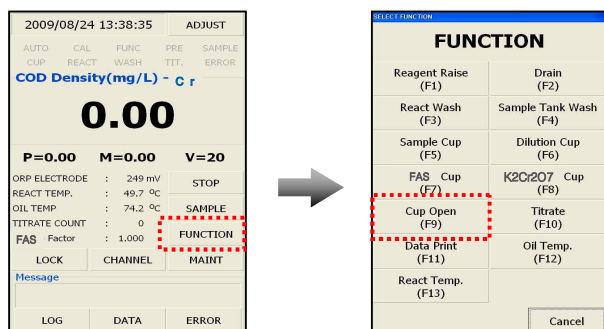 2009/08/24 13:38:35 ADJUST
AUTO CAL FUNC PRE SAMPLE
CUP REACT WASH TIT. ERROR
COD Density(mg/L) - Cr
0.00
P=0.00 M=0.00 V=20
ORP ELECTRODE : 249 mV
STOP
REACT TEMP. : 49.7 ºC
OIL TEMP : 74.2 ºC SAMPLE
TITRATE COUNT : 0
FUNCTION
FAS Factor : 1.000
LOCK CHANNEL MAINT
Message
LOG DATA ERROR
SELECT FUNCTION
FUNCTION
Reagent Raise Drain
(F1) (F2)
React Wash Sample Tank Wash
(F3) (F4)
Sample Cup Dilution Cup
(F5) (F6)
FAS Cup K2Cr2O7 Cup
(F7) (F8)
Cup Open Titrate
(F9) (F10)
Data Print Oil Temp.
(F11) (F12)
React Temp.
(F13)
Cancel